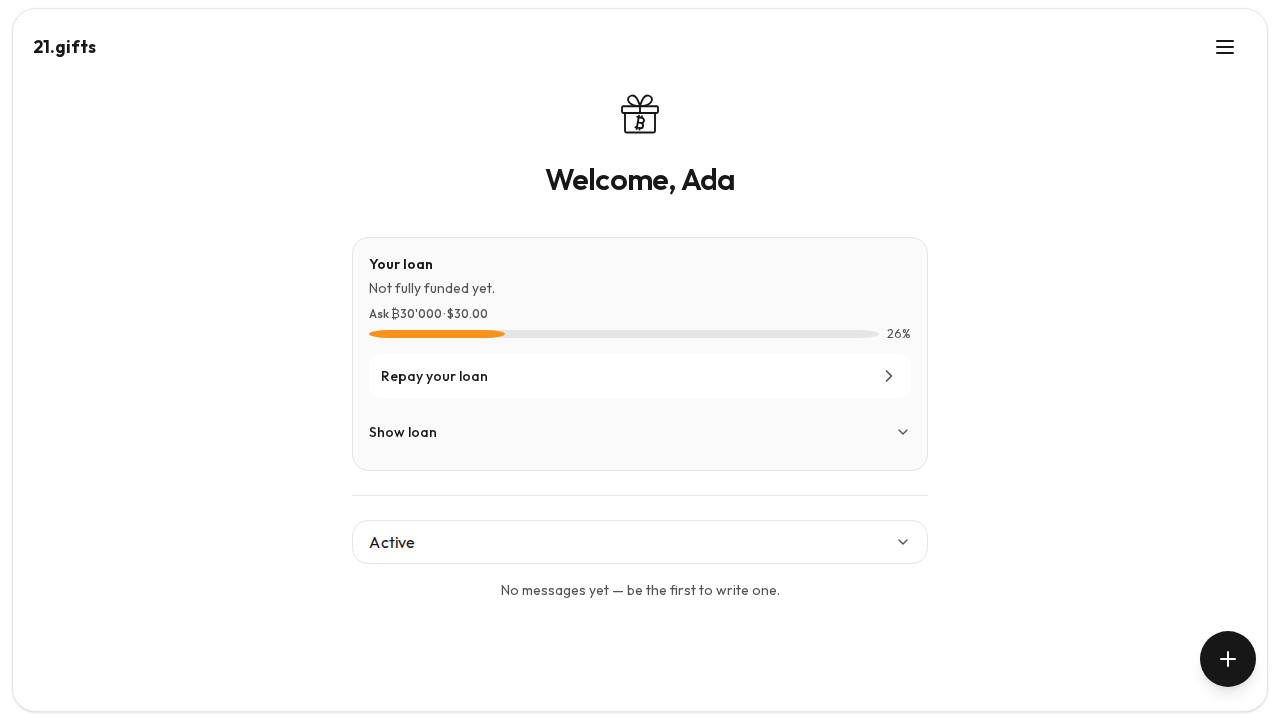 21.gifts
Welcome, Ada
Your loan
Not fully funded yet.
Ask ₿30'000 · $30.00
26%
Repay your loan
Show loan
Active
No messages yet — be the first to write one.